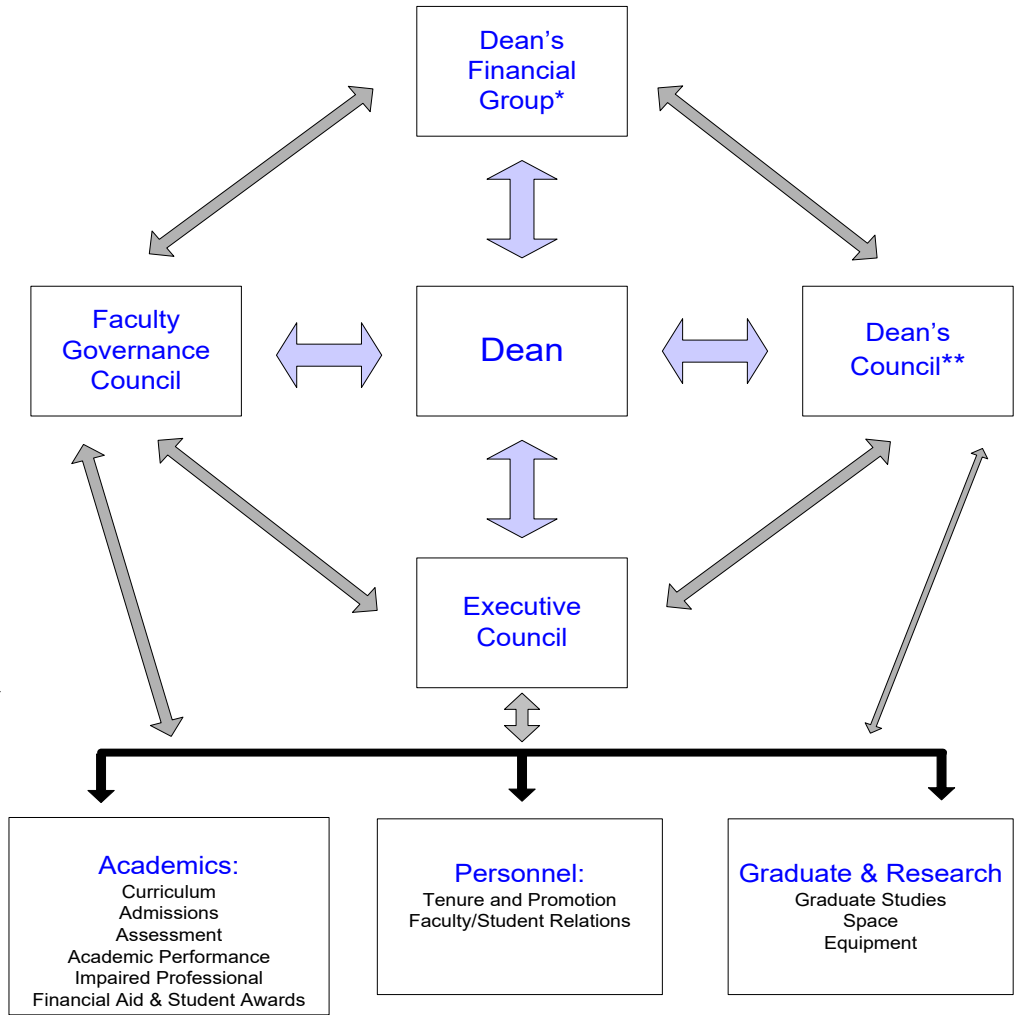 Dean’s
Financial
Group*
Faculty
Governance
Council
Dean
Dean’s
Council**
Executive
Council
Academics:
Curriculum
Admissions
Assessment
Academic Performance
Impaired Professional
Financial Aid & Student Awards
Personnel:
Tenure and Promotion
Faculty/Student Relations
Graduate & Research
Graduate Studies
Space
Equipment